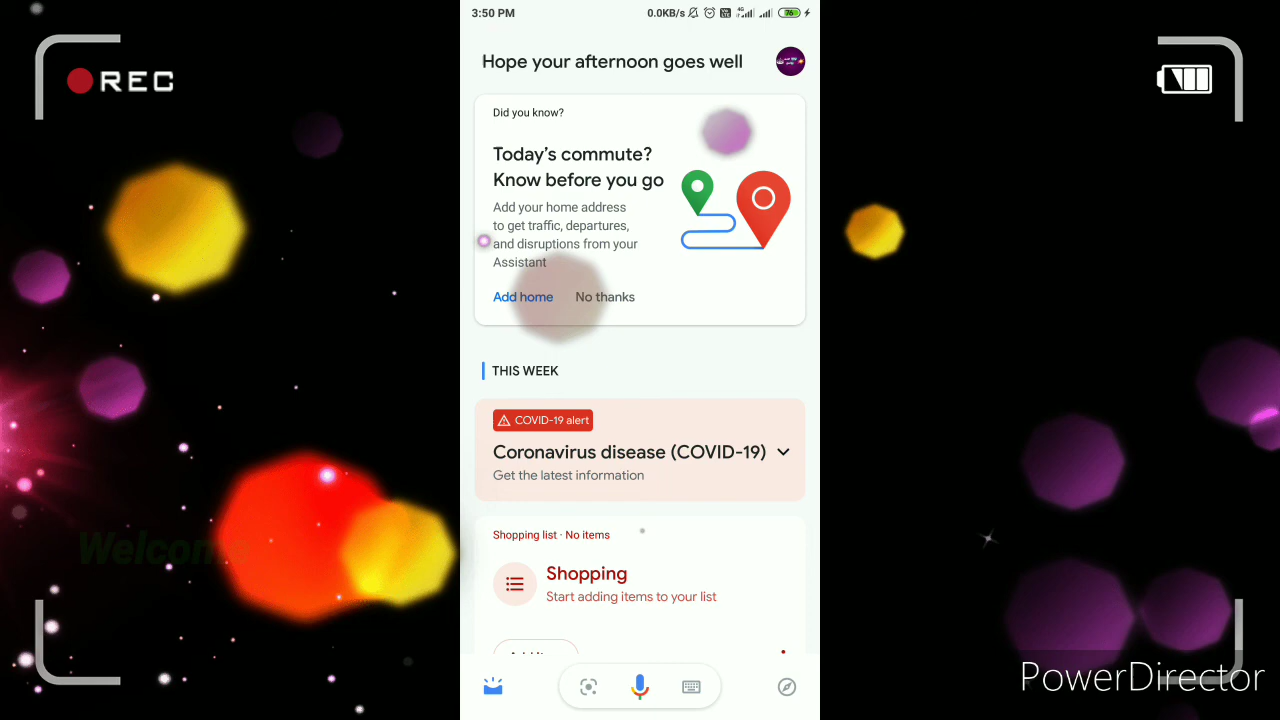 REC
3:50 PM
0.0KB/s
4G
76
Hope your afternoon goes well
Did you know?
Today's commute?
Know before you go
Add your home address
to get traffic, departures,
and disruptions from your
Assistant
Add home
No thanks
THIS WEEK
COVID-19 alert
Coronavirus disease (COVID-19)
Get the latest information
Shopping list · No items
Shopping
Start adding items to your list
Welcome
PowerDirector